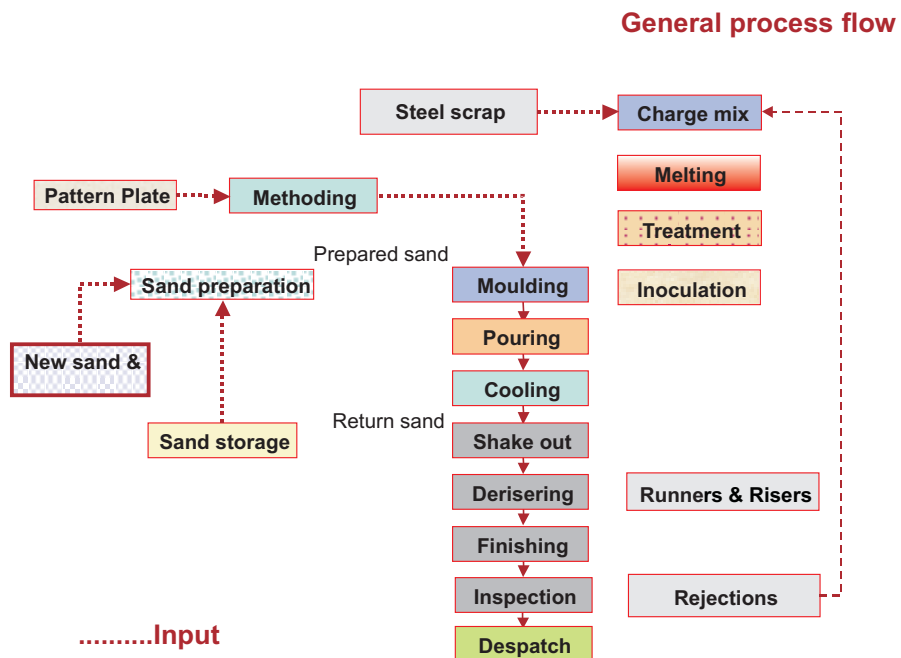 General process flow
Steel scrap
Charge mix
Melting
Pattern Plate
Methoding
Treatment
Prepared sand
Sand preparation
Moulding
Inoculation
Pouring
New sand &
Cooling
Return sand
Sand storage
Shake out
Derisering
Runners & Risers
Finishing
Inspection
Rejections
..........Input
Despatch